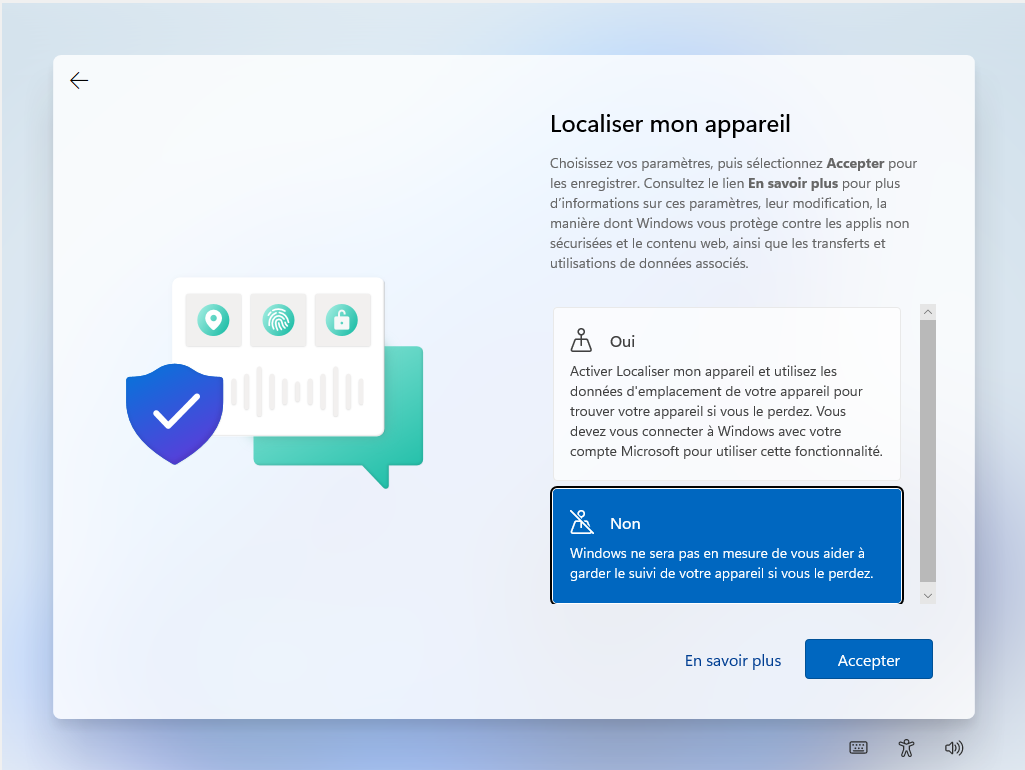 Localiser mon appareil
Choisissez vos paramètres, puis sélectionnez Accepter pour
les enregistrer. Consultez le lien En savoir plus pour plus
d'informations sur ces paramètres, leur modification, la
manière dont Windows vous protège contre les applis non
sécurisées et le contenu web, ainsi que les transferts et
utilisations de données associés.
Oui
Activer Localiser mon appareil et utilisez les
données d'emplacement de votre appareil pour
trouver votre appareil si vous le perdez. Vous
devez vous connecter à Windows avec votre
compte Microsoft pour utiliser cette fonctionnalité.
Non
Windows ne sera pas en mesure de vous aider à
garder le suivi de votre appareil si vous le perdez.
En savoir plus
Accepter